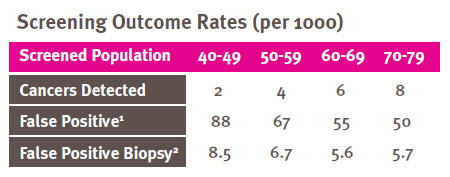 Screening Outcome Rates (per 1000)
Screened Population 40-49 50-59 60-69 70-79
Cancers Detected 2 4 6 8
False Positive¹ 88 67 55 50
False Positive Biopsy² 8.5 6.7 5.6 5.7